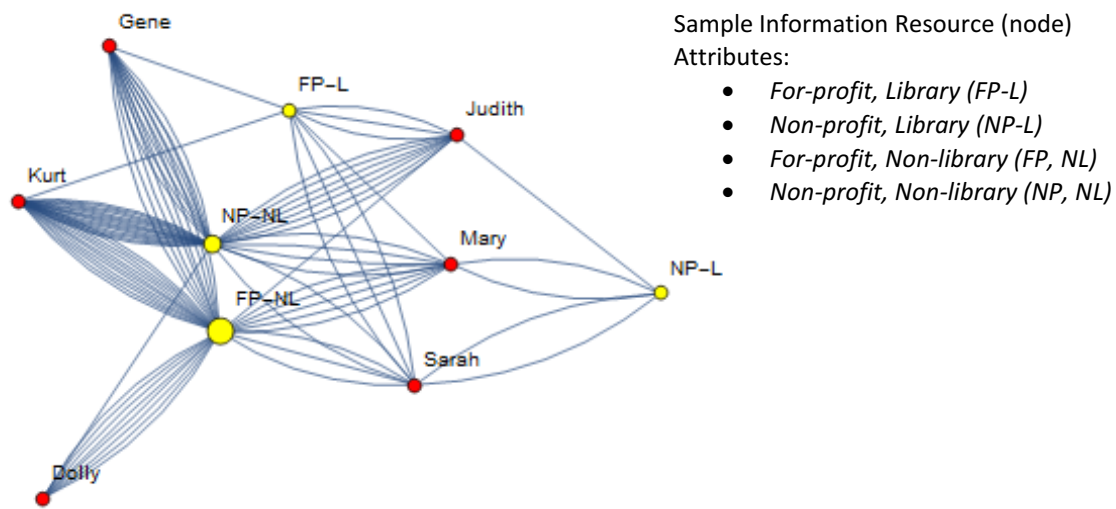 Gene
FP-L
Judith
Kurt
NP-NL
Mary
NP-L
FP-NL
Sarah
Dolly
Sample Information Resource (node)
Attributes:
• For-profit, Library (FP-L)
• Non-profit, Library (NP-L)
• For-profit, Non-library (FP, NL)
• Non-profit, Non-library (NP, NL)